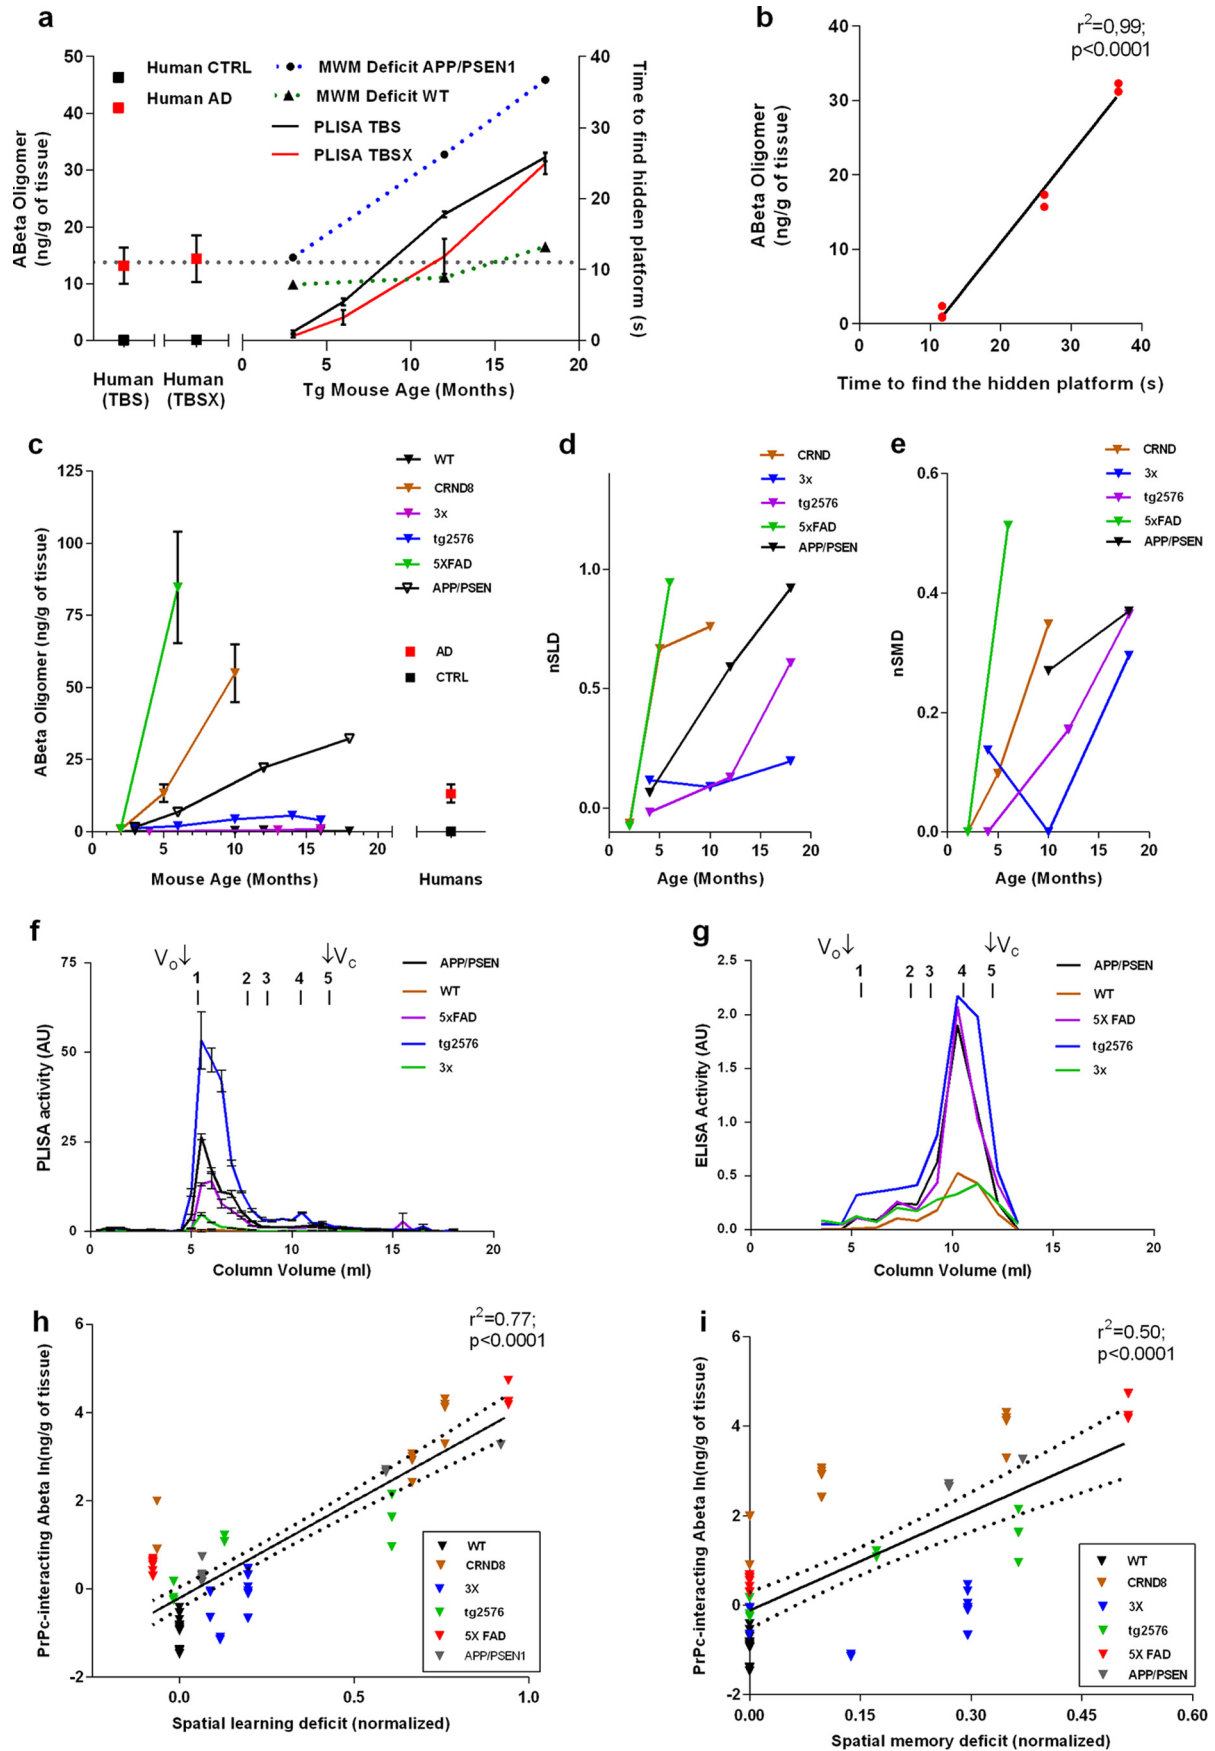 a
Human CTRL
Human AD
MWM Deficit APP/PSEN1
MWM Deficit WT
PLISA TBS
PLISA TBSX
ABeta Oligomer
(ng/g of tissue)
50
40
30
20
10
0
Time to find hidden platform (s)
40
30
20
10
0
0
5
10
15
20
Human
(TBS)
Human
(TBSX)
Tg Mouse Age (Months)
b
r2=0,99;
p<0.0001
ABeta Oligomer
(ng/g of tissue)
40
30
20
10
0
0
10
20
30
40
Time to find the hidden platform (s)
c
WT
CRND8
3x
tg2576
5XFAD
APP/PSEN
AD
CTRL
ABeta Oligomer (ng/g of tissue)
125
100
75
50
25
0
0
5
10
15
20
Mouse Age (Months)
Humans
d
CRND
3x
tg2576
5xFAD
APP/PSEN
nSLD
1.0
0.5
0.0
0
5
10
15
20
Age (Months)
e
CRND
3x
tg2576
5xFAD
APP/PSEN
nSMD
0.6
0.4
0.2
0.0
0
5
10
15
20
Age (Months)
f
Vo↓
↓Vc
1
2
3
4
5
APP/PSEN
WT
5xFAD
tg2576
3x
PLISA activity (AU)
75
50
25
0
0
5
10
15
20
Column Volume (ml)
g
Vo↓
↓Vc
1
2
3
4
5
APP/PSEN
WT
5X FAD
tg2576
3x
ELISA Activity (AU)
2.5
2.0
1.5
1.0
0.5
0.0
0
5
10
15
20
Column Volume (ml)
h
r2=0.77;
p<0.0001
PrPc-interacting Abeta ln(ng/g of tissue)
6
4
2
0
-2
WT
CRND8
3X
tg2576
5X FAD
APP/PSEN1
0.0
0.5
1.0
Spatial learning deficit (normalized)
i
r2=0.50;
p<0.0001
PrPc-interacting Abeta ln(ng/g of tissue)
6
4
2
0
-2
WT
CRND8
3X
tg2576
5X FAD
APP/PSEN
0.00
0.15
0.30
0.45
0.60
Spatial memory deficit (normalized)